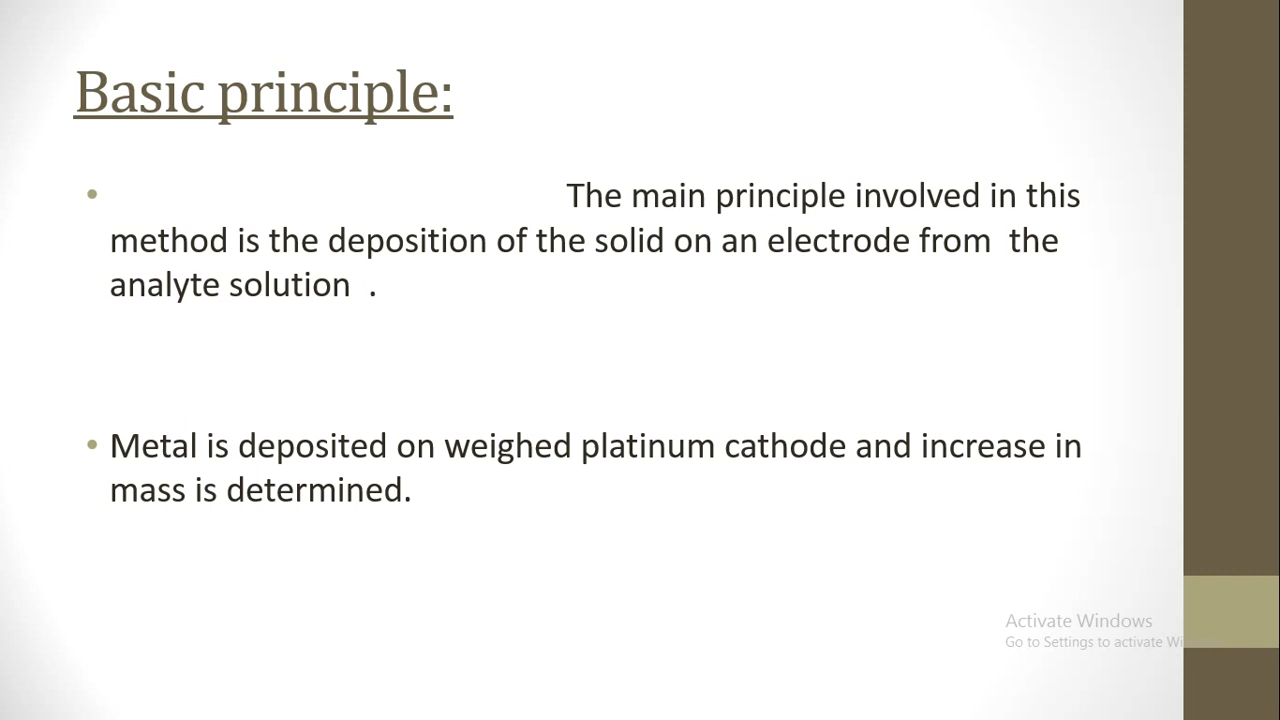 Basic principle:
• The main principle involved in this
method is the deposition of the solid on an electrode from  the
analyte solution  .
• Metal is deposited on weighed platinum cathode and increase in
mass is determined.
Activate Windows
Go to Settings to activate